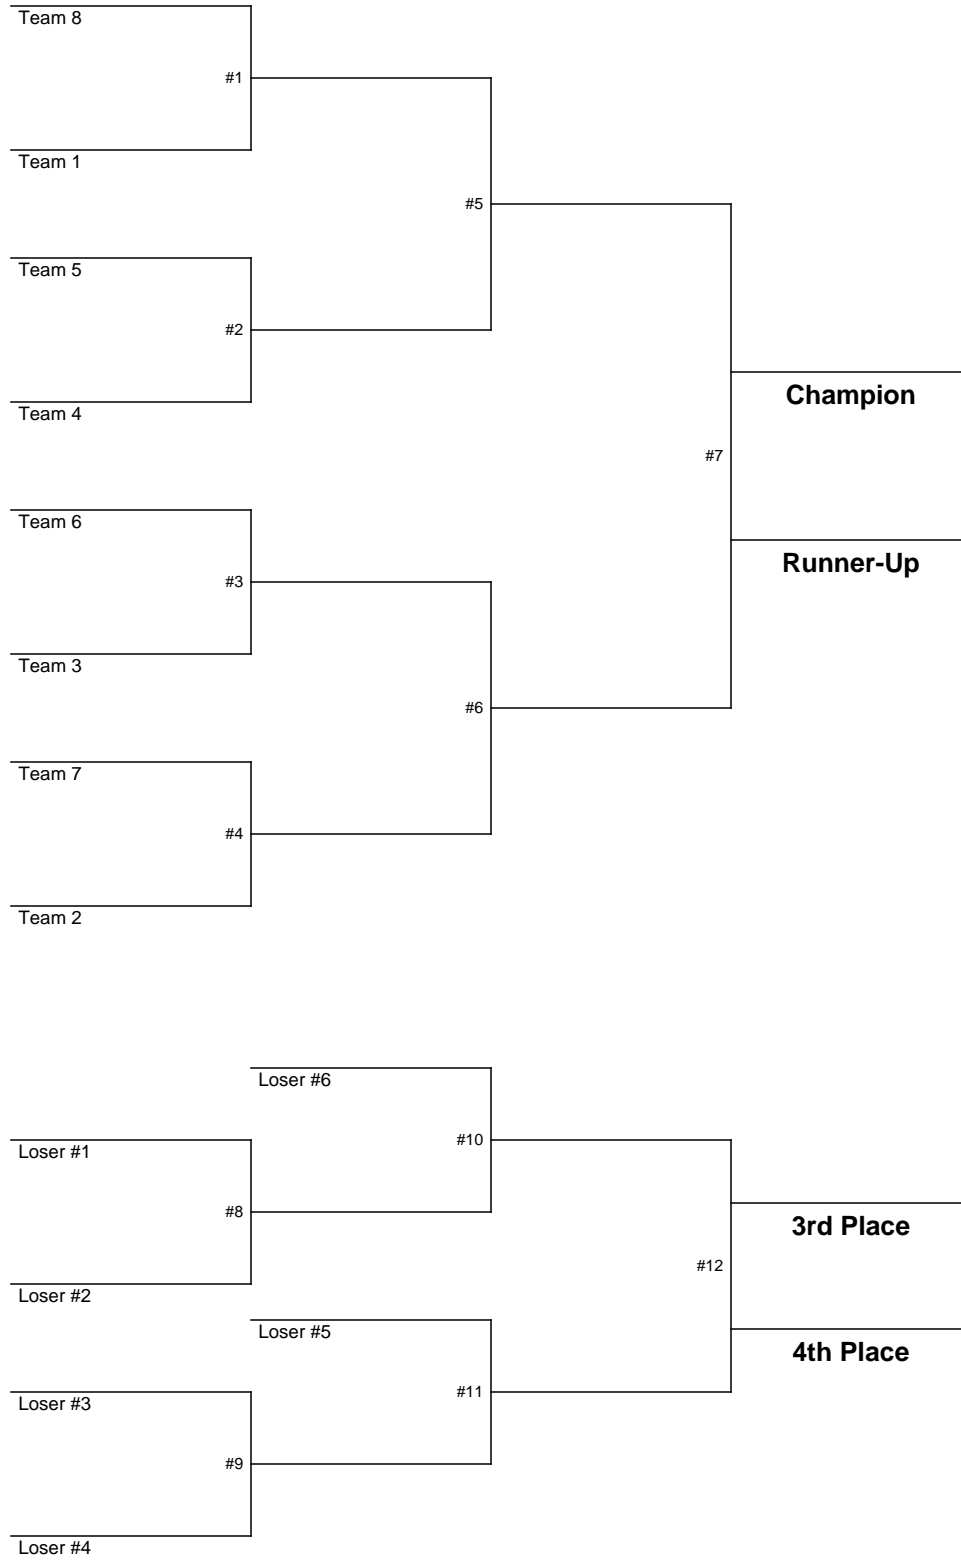 Team 8
#1
Team 1
#5
Team 5
#2
Team 4
Champion
#7
Team 6
Runner-Up
#3
Team 3
#6
Team 7
#4
Team 2
Loser #6
#10
Loser #1
#8
3rd Place
#12
Loser #2
Loser #5
4th Place
#11
Loser #3
#9
Loser #4